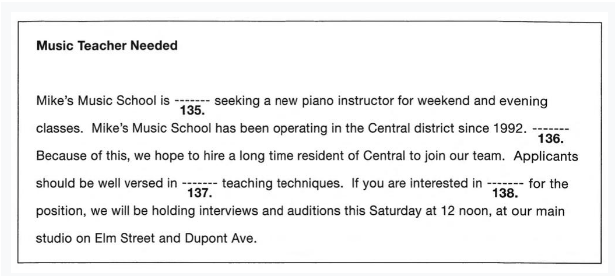 Music Teacher Needed
Mike's Music School is ------- seeking a new piano instructor for weekend and evening
135.
classes. Mike's Music School has been operating in the Central district since 1992. -------
136.
Because of this, we hope to hire a long time resident of Central to join our team. Applicants
should be well versed in ------- teaching techniques. If you are interested in ------- for the
137. 138.
position, we will be holding interviews and auditions this Saturday at 12 noon, at our main
studio on Elm Street and Dupont Ave.